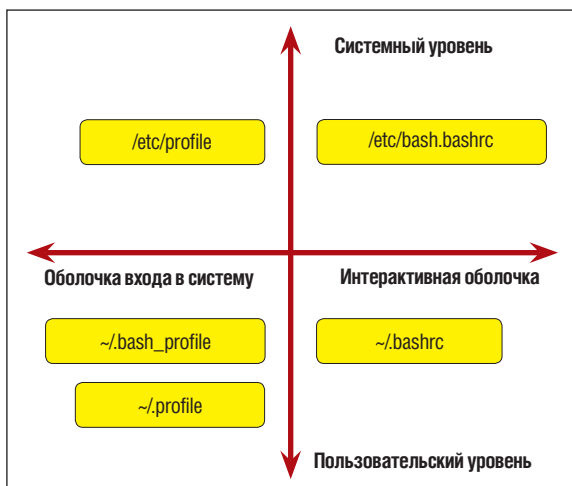 Системный уровень
/etc/profile
/etc/bash.bashrc
Оболочка входа в систему
Интерактивная оболочка
~/.bash_profile
~/.bashrc
~/.profile
Пользовательский уровень